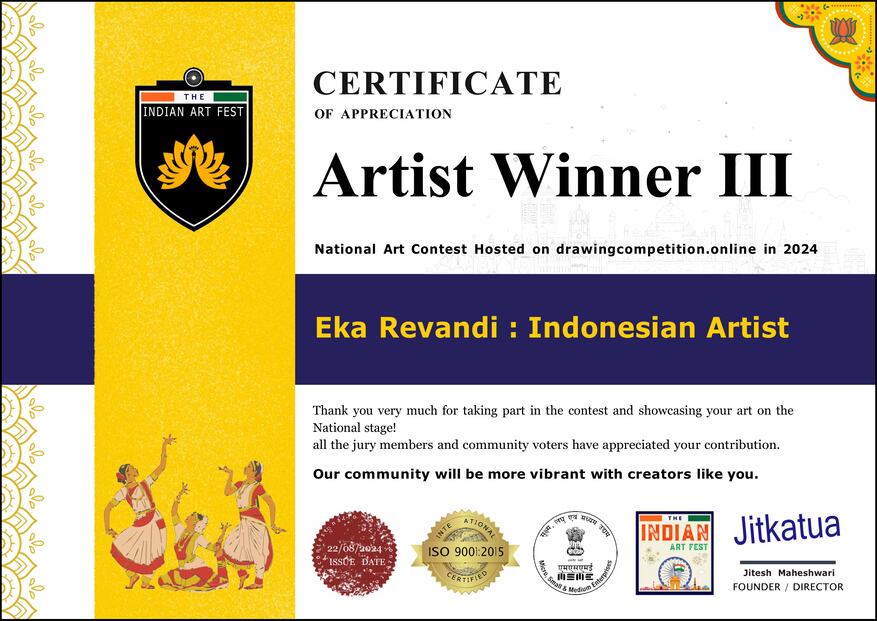 THE
INDIAN ART FEST
CERTIFICATE
OF APPRECIATION
Artist Winner III
National Art Contest Hosted on drawingcompetition.online in 2024
Eka Revandi : Indonesian Artist
Thank you very much for taking part in the contest and showcasing your art on the
National stage!
all the jury members and community voters have appreciated your contribution.
Our community will be more vibrant with creators like you.
22/08/2024
ISSUE DATE
INTE ATIONAL
ISO 9001:2015
CERTIFIED
सूक्ष्म, लघु एवं मध्यम उद्यम
एमएसएमई
MSME
Micro, Small & Medium Enterprises
THE
INDIAN
ART FEST
Jitkatua
Jitesh Maheshwari
FOUNDER / DIRECTOR